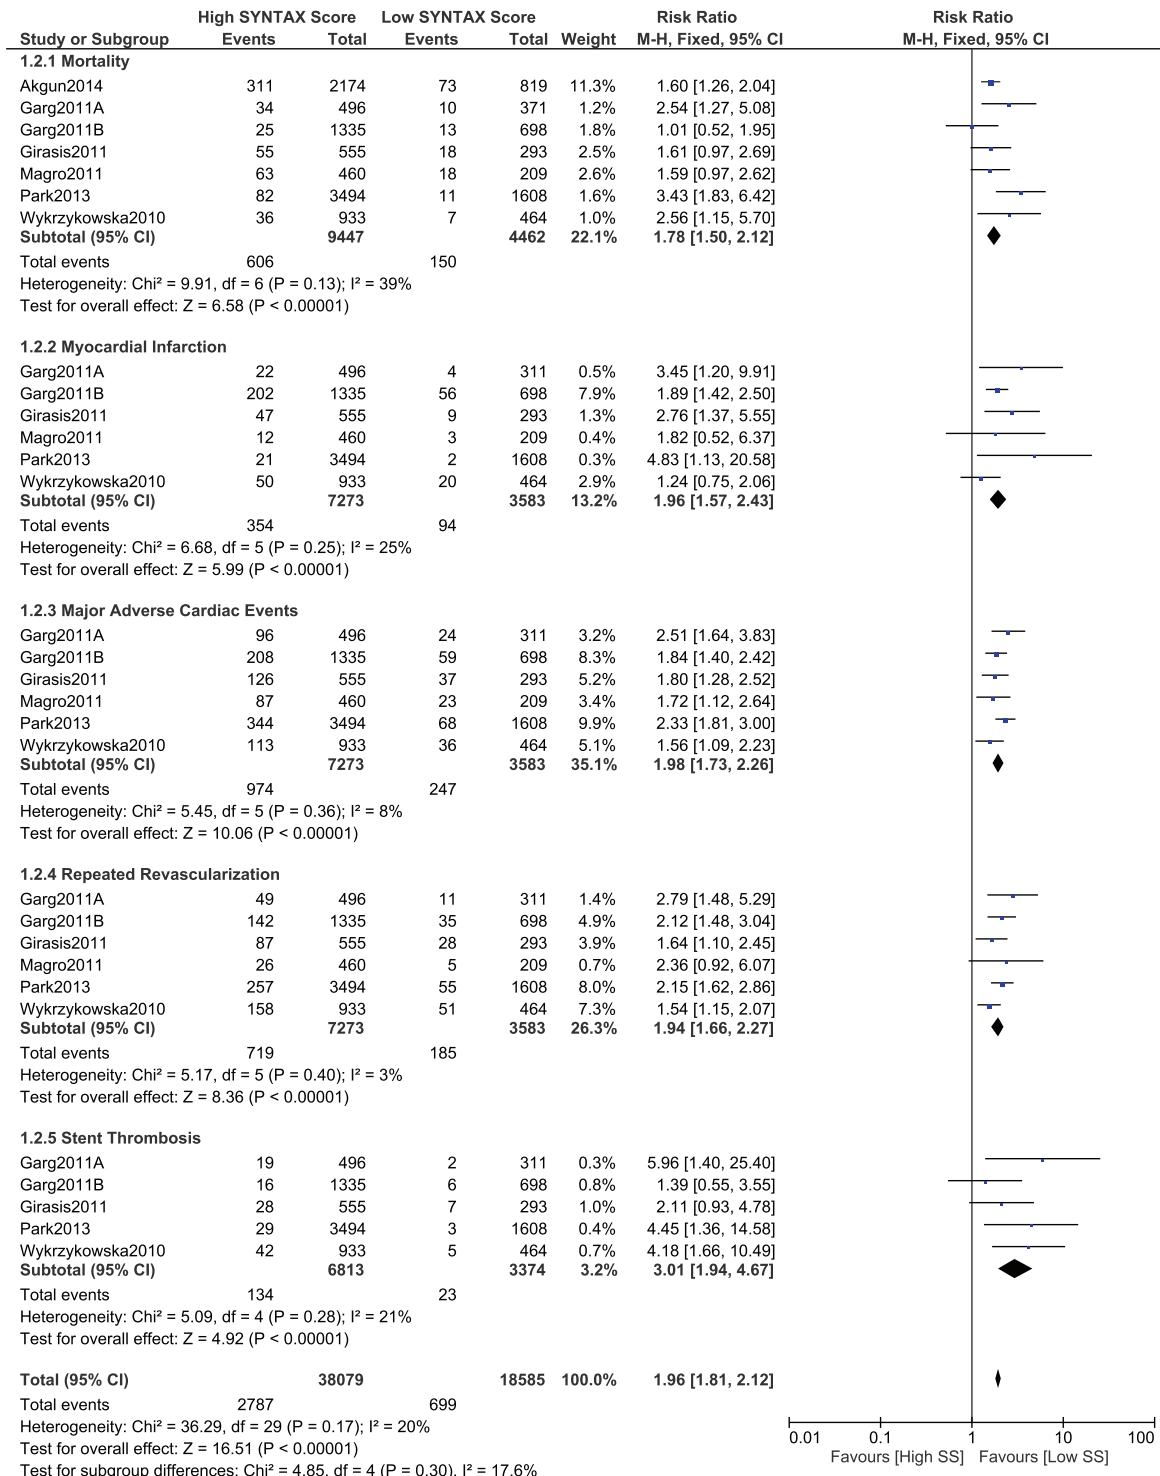 High SYNTAX Score Low SYNTAX Score Risk Ratio Risk Ratio
Study or Subgroup Events Total Events Total Weight M-H, Fixed, 95% CI M-H, Fixed, 95% CI
1.2.1 Mortality
Akgun2014 311 2174 73 819 11.3% 1.60 [1.26, 2.04]
Garg2011A 34 496 10 371 1.2% 2.54 [1.27, 5.08]
Garg2011B 25 1335 13 698 1.8% 1.01 [0.52, 1.95]
Girasis2011 55 555 18 293 2.5% 1.61 [0.97, 2.69]
Magro2011 63 460 18 209 2.6% 1.59 [0.97, 2.62]
Park2013 82 3494 11 1608 1.6% 3.43 [1.83, 6.42]
Wykrzykowska2010 36 933 7 464 1.0% 2.56 [1.15, 5.70]
Subtotal (95% CI) 9447 4462 22.1% 1.78 [1.50, 2.12]
Total events 606 150
Heterogeneity: Chi² = 9.91, df = 6 (P = 0.13); I² = 39%
Test for overall effect: Z = 6.58 (P < 0.00001)
1.2.2 Myocardial Infarction
Garg2011A 22 496 4 311 0.5% 3.45 [1.20, 9.91]
Garg2011B 202 1335 56 698 7.9% 1.89 [1.42, 2.50]
Girasis2011 47 555 9 293 1.3% 2.76 [1.37, 5.55]
Magro2011 12 460 3 209 0.4% 1.82 [0.52, 6.37]
Park2013 21 3494 2 1608 0.3% 4.83 [1.13, 20.58]
Wykrzykowska2010 50 933 20 464 2.9% 1.24 [0.75, 2.06]
Subtotal (95% CI) 7273 3583 13.2% 1.96 [1.57, 2.43]
Total events 354 94
Heterogeneity: Chi² = 6.68, df = 5 (P = 0.25); I² = 25%
Test for overall effect: Z = 5.99 (P < 0.00001)
1.2.3 Major Adverse Cardiac Events
Garg2011A 96 496 24 311 3.2% 2.51 [1.64, 3.83]
Garg2011B 208 1335 59 698 8.3% 1.84 [1.40, 2.42]
Girasis2011 126 555 37 293 5.2% 1.80 [1.28, 2.52]
Magro2011 87 460 23 209 3.4% 1.72 [1.12, 2.64]
Park2013 344 3494 68 1608 9.9% 2.33 [1.81, 3.00]
Wykrzykowska2010 113 933 36 464 5.1% 1.56 [1.09, 2.23]
Subtotal (95% CI) 7273 3583 35.1% 1.98 [1.73, 2.26]
Total events 974 247
Heterogeneity: Chi² = 5.45, df = 5 (P = 0.36); I² = 8%
Test for overall effect: Z = 10.06 (P < 0.00001)
1.2.4 Repeated Revascularization
Garg2011A 49 496 11 311 1.4% 2.79 [1.48, 5.29]
Garg2011B 142 1335 35 698 4.9% 2.12 [1.48, 3.04]
Girasis2011 87 555 28 293 3.9% 1.64 [1.10, 2.45]
Magro2011 26 460 5 209 0.7% 2.36 [0.92, 6.07]
Park2013 257 3494 55 1608 8.0% 2.15 [1.62, 2.86]
Wykrzykowska2010 158 933 51 464 7.3% 1.54 [1.15, 2.07]
Subtotal (95% CI) 7273 3583 26.3% 1.94 [1.66, 2.27]
Total events 719 185
Heterogeneity: Chi² = 5.17, df = 5 (P = 0.40); I² = 3%
Test for overall effect: Z = 8.36 (P < 0.00001)
1.2.5 Stent Thrombosis
Garg2011A 19 496 2 311 0.3% 5.96 [1.40, 25.40]
Garg2011B 16 1335 6 698 0.8% 1.39 [0.55, 3.55]
Girasis2011 28 555 7 293 1.0% 2.11 [0.93, 4.78]
Park2013 29 3494 3 1608 0.4% 4.45 [1.36, 14.58]
Wykrzykowska2010 42 933 5 464 0.7% 4.18 [1.66, 10.49]
Subtotal (95% CI) 6813 3374 3.2% 3.01 [1.94, 4.67]
Total events 134 23
Heterogeneity: Chi² = 5.09, df = 4 (P = 0.28); I² = 21%
Test for overall effect: Z = 4.92 (P < 0.00001)
Total (95% CI) 38079 18585 100.0% 1.96 [1.81, 2.12]
Total events 2787 699
Heterogeneity: Chi² = 36.29, df = 29 (P = 0.17); I² = 20%
Test for overall effect: Z = 16.51 (P < 0.00001)
Test for subgroup differences: Chi² = 4.85, df = 4 (P = 0.30), I² = 17.6%
0.01 0.1 1 10 100
Favours [High SS] Favours [Low SS]